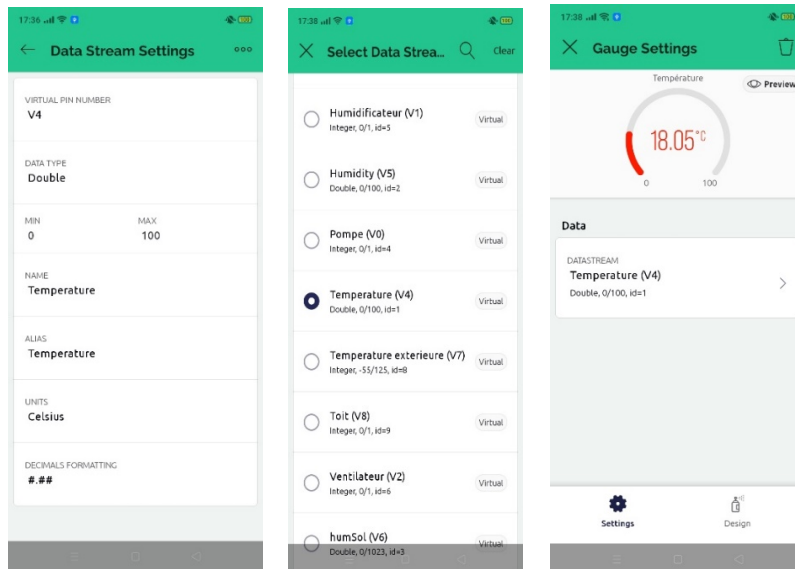 17:36
Data Stream Settings
VIRTUAL PIN NUMBER
V4
DATA TYPE
Double
MIN MAX
0 100
NAME
Temperature
ALIAS
Temperature
UNITS
Celsius
DECIMALS FORMATTING
#.##
17:38
Select Data Strea... Clear
Humidificateur (V1)
Integer, 0/1, id=5
Virtual
Humidity (V5)
Double, 0/100, id=2
Virtual
Pompe (V0)
Integer, 0/1, id=4
Virtual
Temperature (V4)
Double, 0/100, id=1
Virtual
Temperature exterieure (V7)
Integer, -55/125, id=8
Virtual
Toit (V8)
Integer, 0/1, id=9
Virtual
Ventilateur (V2)
Integer, 0/1, id=6
Virtual
humSol (V6)
Double, 0/1023, id=3
Virtual
17:38
Gauge Settings
Température
Preview
18.05°C
0 100
Data
DATASTREAM
Temperature (V4)
Double, 0/100, id=1
Settings Design